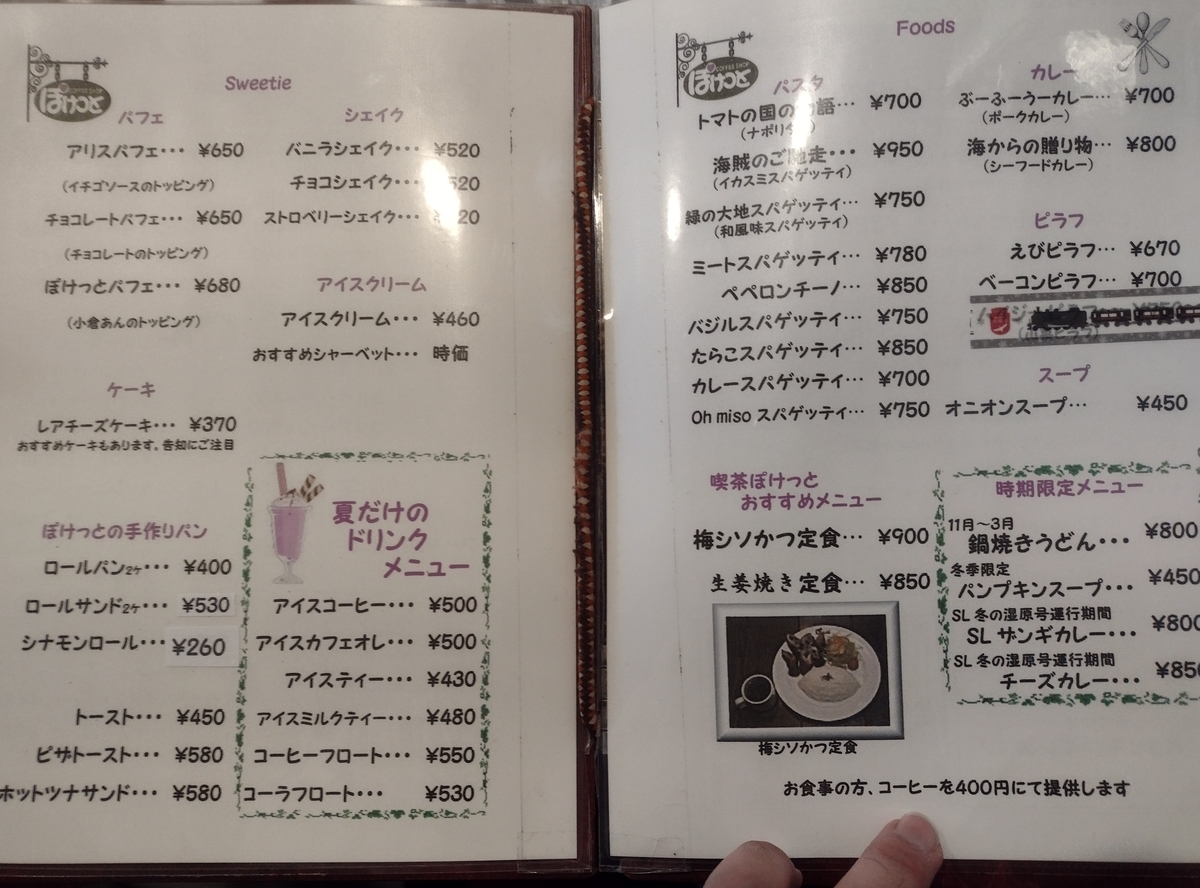 COFFEE SHOP
ぽけっと
Sweetie
パフェ
アリスパフェ・・・ ¥650
(イチゴソースのトッピング)
チョコレートパフェ・・・ ¥650
(チョコレートのトッピング)
ぽけっとパフェ・・・ ¥680
(小倉あんのトッピング)
ケーキ
レアチーズケーキ・・・ ¥370
おすすめケーキもあります。告知にご注目
ぽけっとの手作りパン
ロールパン2ヶ・・・ ¥400
ロールサンド2ヶ・・・ ¥530
シナモンロール・・・ ¥260
トースト・・・ ¥450
ピザトースト・・・ ¥580
ホットツナサンド・・・ ¥580
シェイク
バニラシェイク・・・ ¥520
チョコシェイク・・・ 520
ストロベリーシェイク・・・ 20
アイスクリーム
アイスクリーム・・・ ¥460
おすすめシャーベット・・・ 時価
夏だけの
ドリンク
メニュー
アイスコーヒー・・・ ¥500
アイスカフェオレ・・・ ¥500
アイスティー・・・ ¥430
アイスミルクティー・・・ ¥480
コーヒーフロート・・・ ¥550
コーラフロート・・・ ¥530
COFFEE SHOP
ぽけっと
Foods
パスタ
トマトの国の 語・・・ ¥700
(ナポリタン)
海賊のご馳走・・・ ¥950
(イカスミスパゲッティ)
緑の大地スパゲッティ・・・ ¥750
(和風味スパゲッティ)
ミートスパゲッティ・・・ ¥780
ペペロンチーノ・・・ ¥850
バジルスパゲッティ・・・ ¥750
たらこスパゲッティ・・・ ¥850
カレースパゲッティ・・・ ¥700
Oh miso スパゲッティ・・・ ¥750
喫茶ぽけっと
おすすめメニュー
梅シソかつ定食・・・ ¥900
生姜焼き定食・・・ ¥850
梅シソかつ定食
カレー
ぶーふーうーカレー・・・ ¥700
(ポークカレー)
海からの贈り物・・・ ¥800
(シーフードカレー)
ピラフ
えびピラフ・・・ ¥670
ベーコンピラフ・・・ ¥700
スープ
オニオンスープ・・・ ¥450
時期限定メニュー
11月〜3月
鍋焼きうどん・・・ ¥800
冬季限定
パンプキンスープ・・・ ¥450
SL 冬の湿原号運行期間
SL ザンギカレー・・・ ¥800
SL 冬の湿原号運行期間
チーズカレー・・・ ¥850
お食事の方、コーヒーを400円にて提供します